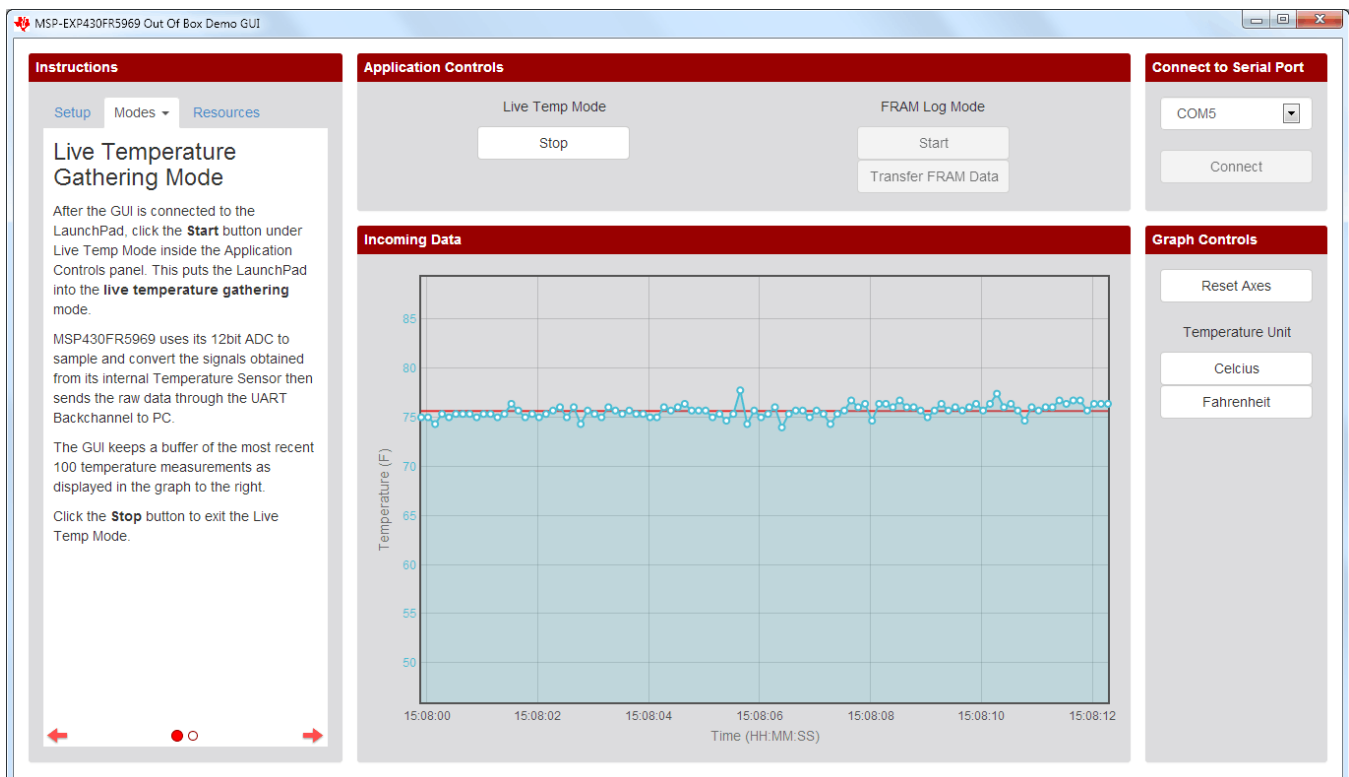 MSP-EXP430FR5969 Out Of Box Demo GUI
Instructions
Setup Modes Resources
Live Temperature
Gathering Mode
After the GUI is connected to the
LaunchPad, click the Start button under
Live Temp Mode inside the Application
Controls panel. This puts the LaunchPad
into the live temperature gathering
mode.
MSP430FR5969 uses its 12bit ADC to
sample and convert the signals obtained
from its internal Temperature Sensor then
sends the raw data through the UART
Backchannel to PC.
The GUI keeps a buffer of the most recent
100 temperature measurements as
displayed in the graph to the right.
Click the Stop button to exit the Live
Temp Mode.
Application Controls
Live Temp Mode
Stop
FRAM Log Mode
Start
Transfer FRAM Data
Connect to Serial Port
COM5
Connect
Incoming Data
Temperature (F)
85
80
75
70
65
60
55
50
15:08:00 15:08:02 15:08:04 15:08:06 15:08:08 15:08:10 15:08:12
Time (HH:MM:SS)
Graph Controls
Reset Axes
Temperature Unit
Celcius
Fahrenheit